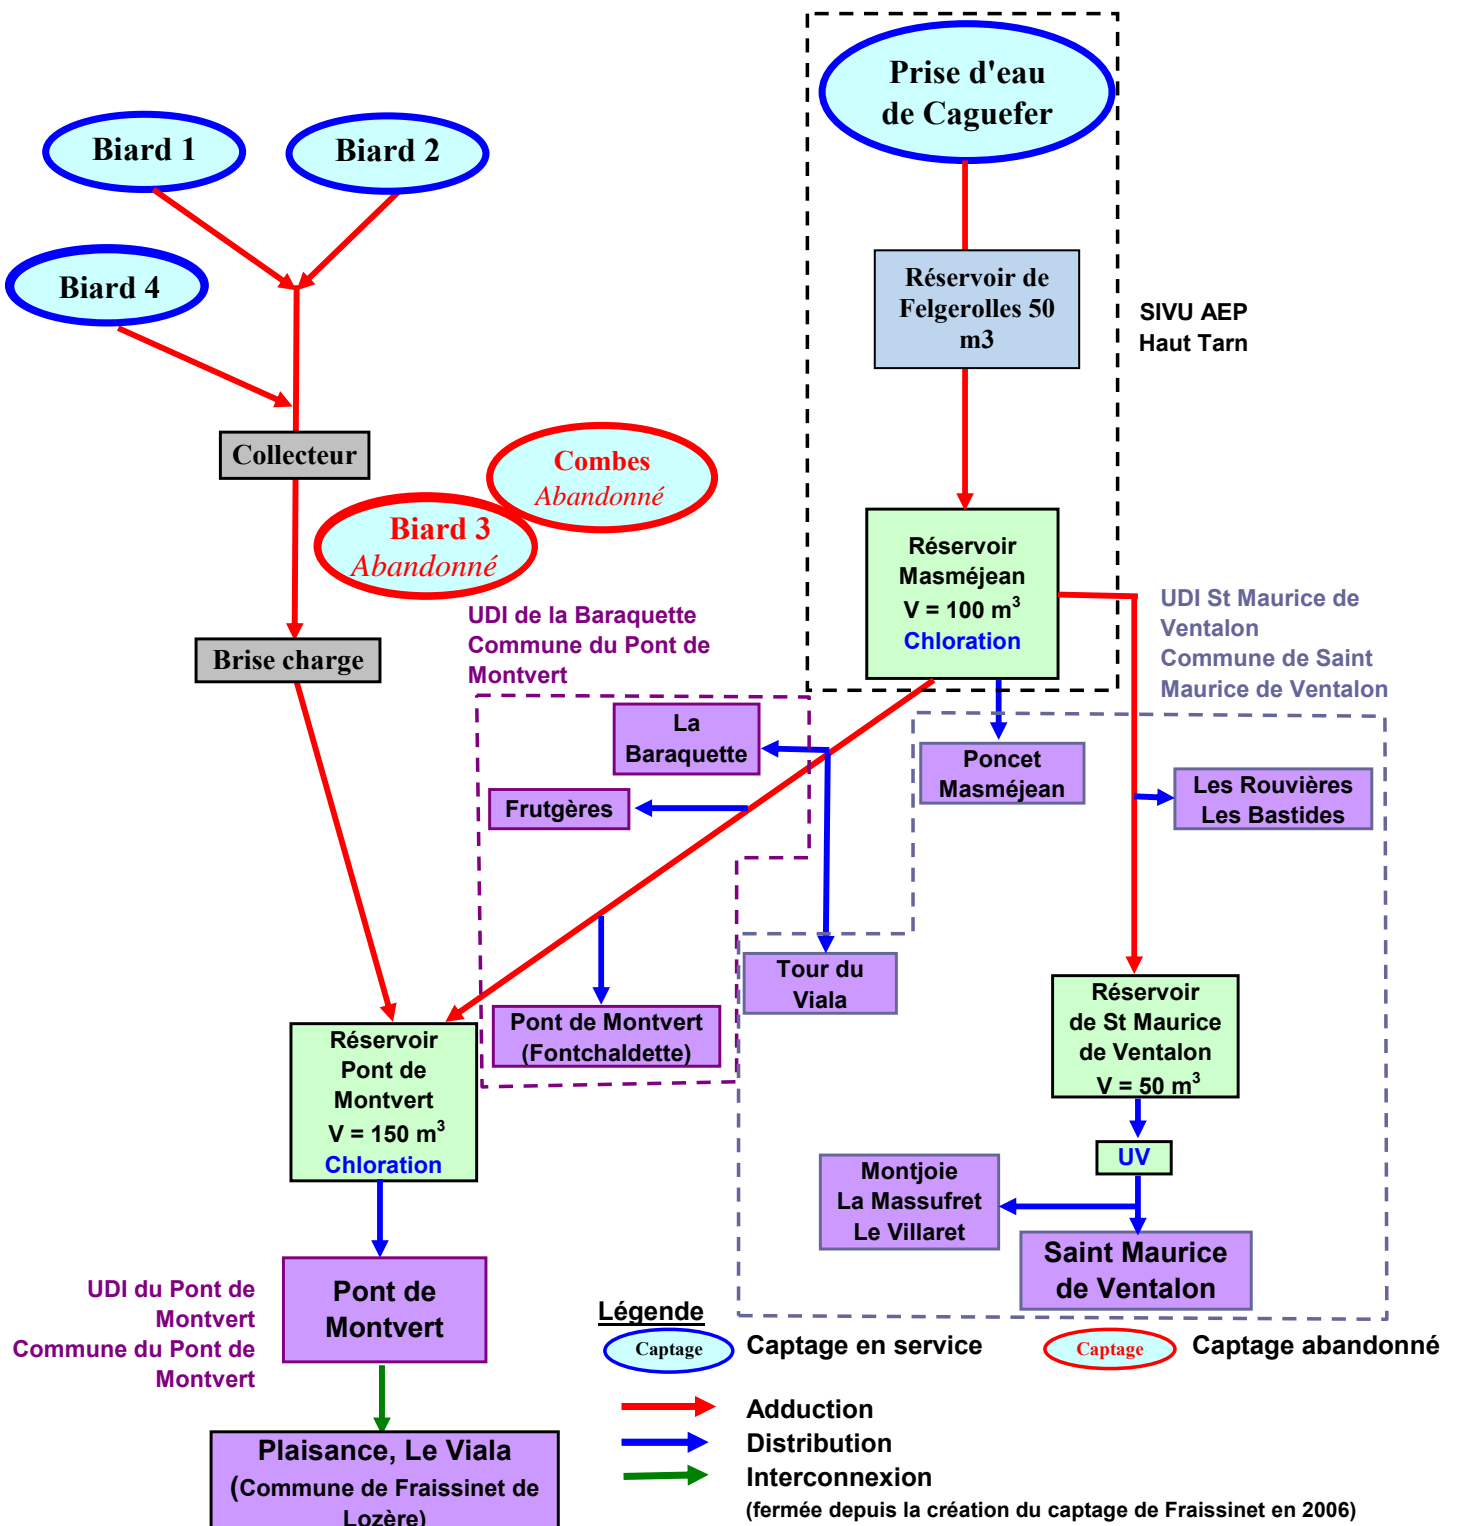 Prise d'eau
de Caguefer
Biard 1
Biard 2
Biard 4
Réservoir de
Felgerolles 50
m3
SIVU AEP
Haut Tarn
Collecteur
Combes
Abandonné
Biard 3
Abandonné
Réservoir
Masméjean
V = 100 m³
Chloration
UDI de la Baraquette
Commune du Pont de
Montvert
UDI St Maurice de
Ventalon
Commune de Saint
Maurice de Ventalon
Brise charge
La
Baraquette
Poncet
Masméjean
Les Rouvières
Les Bastides
Frutgères
Tour du
Viala
Pont de Montvert
(Fontchaldette)
Réservoir
de St Maurice
de Ventalon
V = 50 m³
Réservoir
Pont de
Montvert
V = 150 m³
Chloration
UV
Montjoie
La Massufret
Le Villaret
Saint Maurice
de Ventalon
UDI du Pont de
Montvert
Commune du Pont de
Montvert
Pont de
Montvert
Plaisance, Le Viala
(Commune de Fraissinet de
Lozère)
Légende
Captage
Captage en service
Captage
Captage abandonné
Adduction
Distribution
Interconnexion
(fermée depuis la création du captage de Fraissinet en 2006)